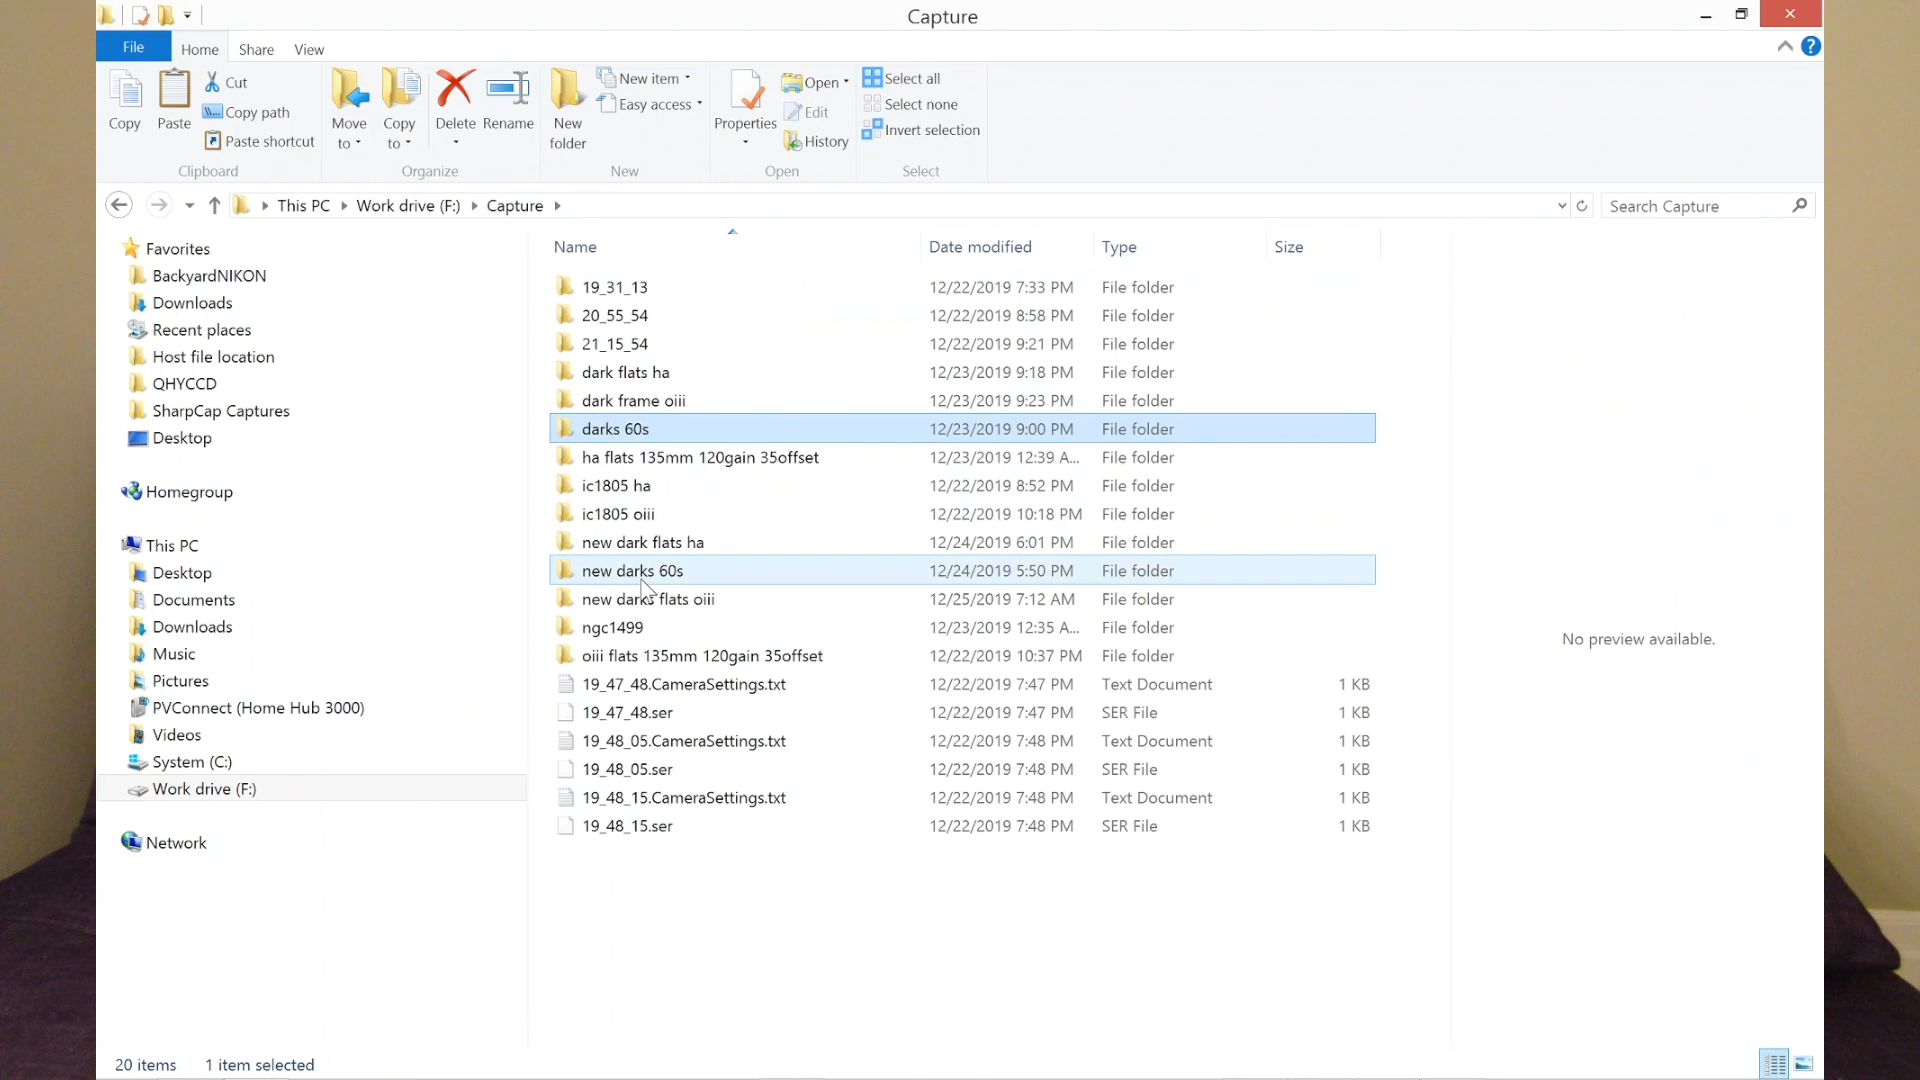 Capture
File Home Share View
Copy
Paste
Cut
Copy path
Paste shortcut
Clipboard
Move to
Copy to
Delete
Rename
Organize
New folder
New item
Easy access
New
Properties
Open
Edit
History
Open
Select all
Select none
Invert selection
Select
This PC Work drive (F:) Capture
Search Capture
Favorites
BackyardNIKON
Downloads
Recent places
Host file location
QHYCCD
SharpCap Captures
Desktop
Homegroup
This PC
Desktop
Documents
Downloads
Music
Pictures
PVConnect (Home Hub 3000)
Videos
System (C:)
Work drive (F:)
Network
Name Date modified Type Size
19_31_13 12/22/2019 7:33 PM File folder
20_55_54 12/22/2019 8:58 PM File folder
21_15_54 12/22/2019 9:21 PM File folder
dark flats ha 12/23/2019 9:18 PM File folder
dark frame oiii 12/23/2019 9:23 PM File folder
darks 60s 12/23/2019 9:00 PM File folder
ha flats 135mm 120gain 35offset 12/23/2019 12:39 A... File folder
ic1805 ha 12/22/2019 8:52 PM File folder
ic1805 oiii 12/22/2019 10:18 PM File folder
new dark flats ha 12/24/2019 6:01 PM File folder
new darks 60s 12/24/2019 5:50 PM File folder
new darks flats oiii 12/25/2019 7:12 AM File folder
ngc1499 12/23/2019 12:35 A... File folder
oiii flats 135mm 120gain 35offset 12/22/2019 10:37 PM File folder
19_47_48.CameraSettings.txt 12/22/2019 7:47 PM Text Document 1 KB
19_47_48.ser 12/22/2019 7:47 PM SER File 1 KB
19_48_05.CameraSettings.txt 12/22/2019 7:48 PM Text Document 1 KB
19_48_05.ser 12/22/2019 7:48 PM SER File 1 KB
19_48_15.CameraSettings.txt 12/22/2019 7:48 PM Text Document 1 KB
19_48_15.ser 12/22/2019 7:48 PM SER File 1 KB
No preview available.
20 items 1 item selected